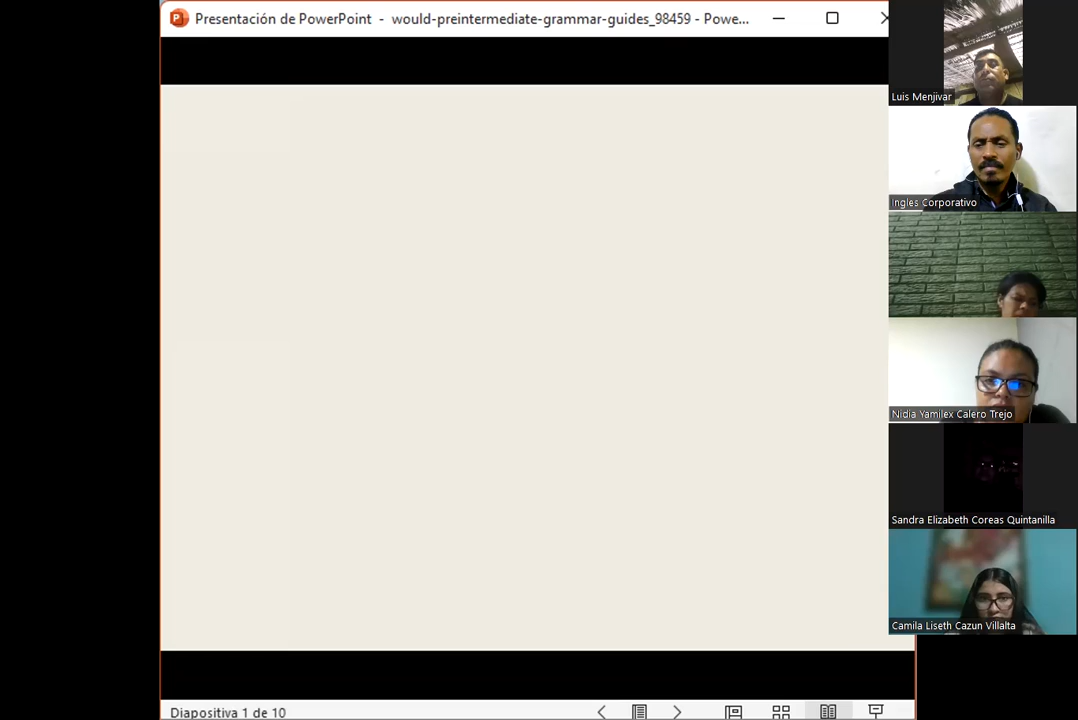 Presentación de PowerPoint - would-preintermediate-grammar-guides_98459 - Powe...
Luis Menjivar
Ingles Corporativo
Nidia Yamilex Calero Trejo
Sandra Elizabeth Coreas Quintanilla
Camila Liseth Cazun Villalta
Diapositiva 1 de 10